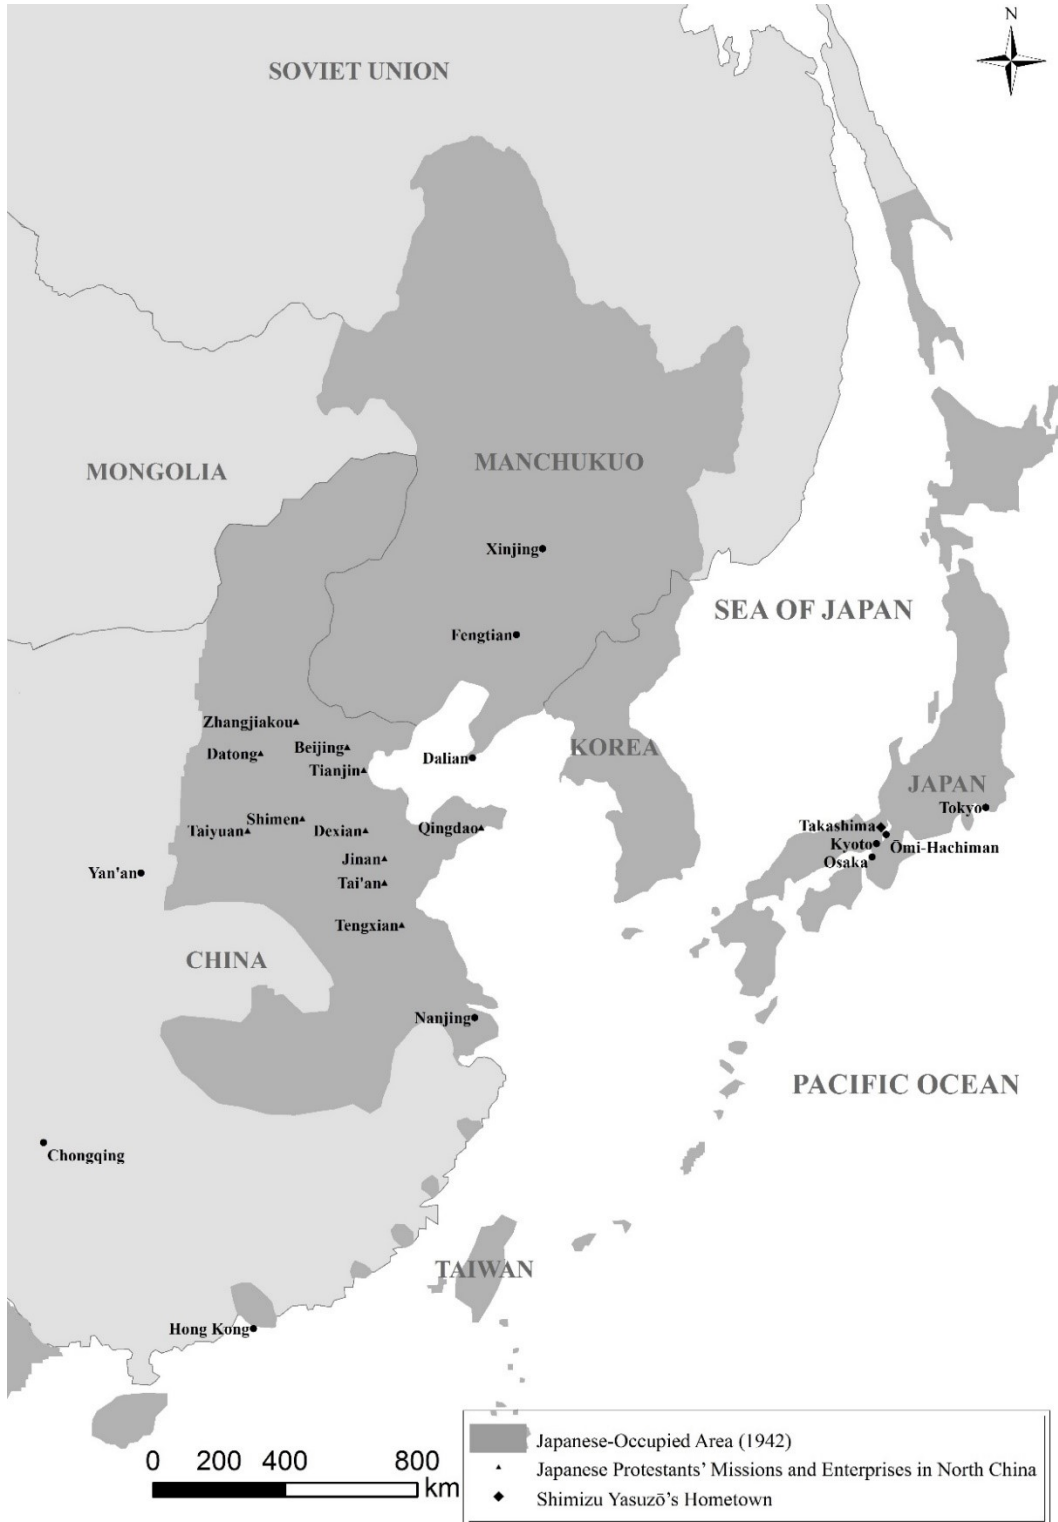 N
SOVIET UNION
MONGOLIA
MANCHUKUO
Xinjing
SEA OF JAPAN
Fengtian
Zhangjiakou
Beijing
Datong
Dalian
KOREA
Tianjin
JAPAN
Tokyo
Shimen
Taiyuan
Dexian
Qingdao
Takashima
Kyoto
Ōmi-Hachiman
Osaka
Jinan
Yan'an
Tai'an
Tengxian
CHINA
Nanjing
PACIFIC OCEAN
Chongqing
TAIWAN
Hong Kong
Japanese-Occupied Area (1942)
Japanese Protestants' Missions and Enterprises in North China
Shimizu Yasuzō's Hometown
0 200 400 800
km